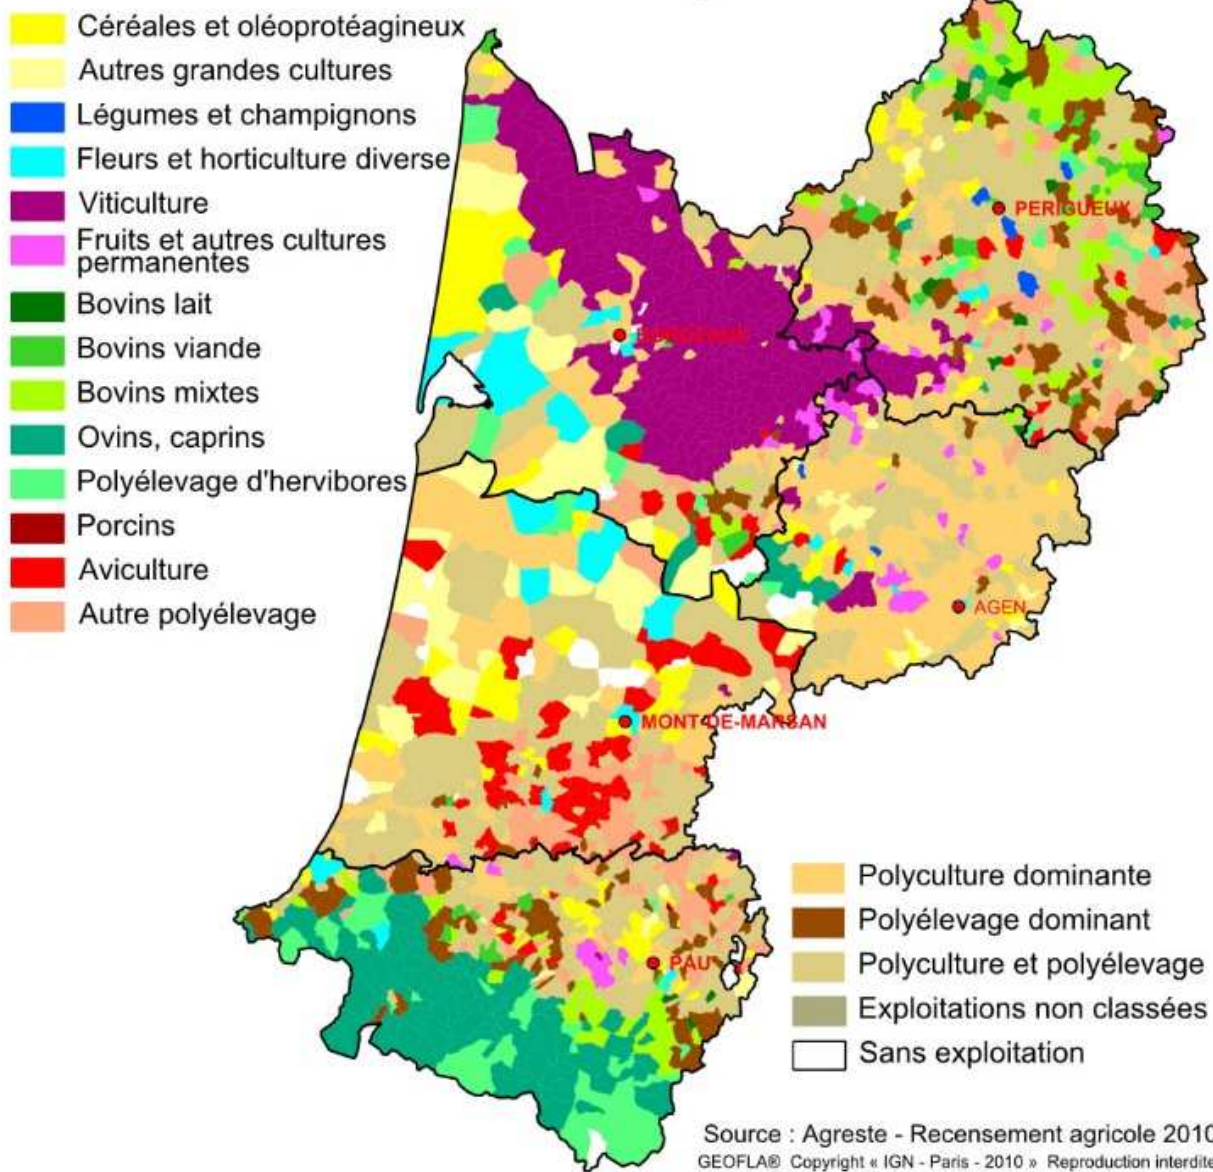 Céréales et oléoprotéagineux
Autres grandes cultures
Légumes et champignons
Fleurs et horticulture diverse
Viticulture
Fruits et autres cultures
permanentes
Bovins lait
Bovins viande
Bovins mixtes
Ovins, caprins
Polyélevage d'hervibores
Porcins
Aviculture
Autre polyélevage
PERIGUEUX
AGEN
MONT-DE-MARSAN
PAU
Polyculture dominante
Polyélevage dominant
Polyculture et polyélevage
Exploitations non classées
Sans exploitation
Source : Agreste - Recensement agricole 2010
GEOFLA® Copyright « IGN - Paris - 2010 » Reproduction interdite